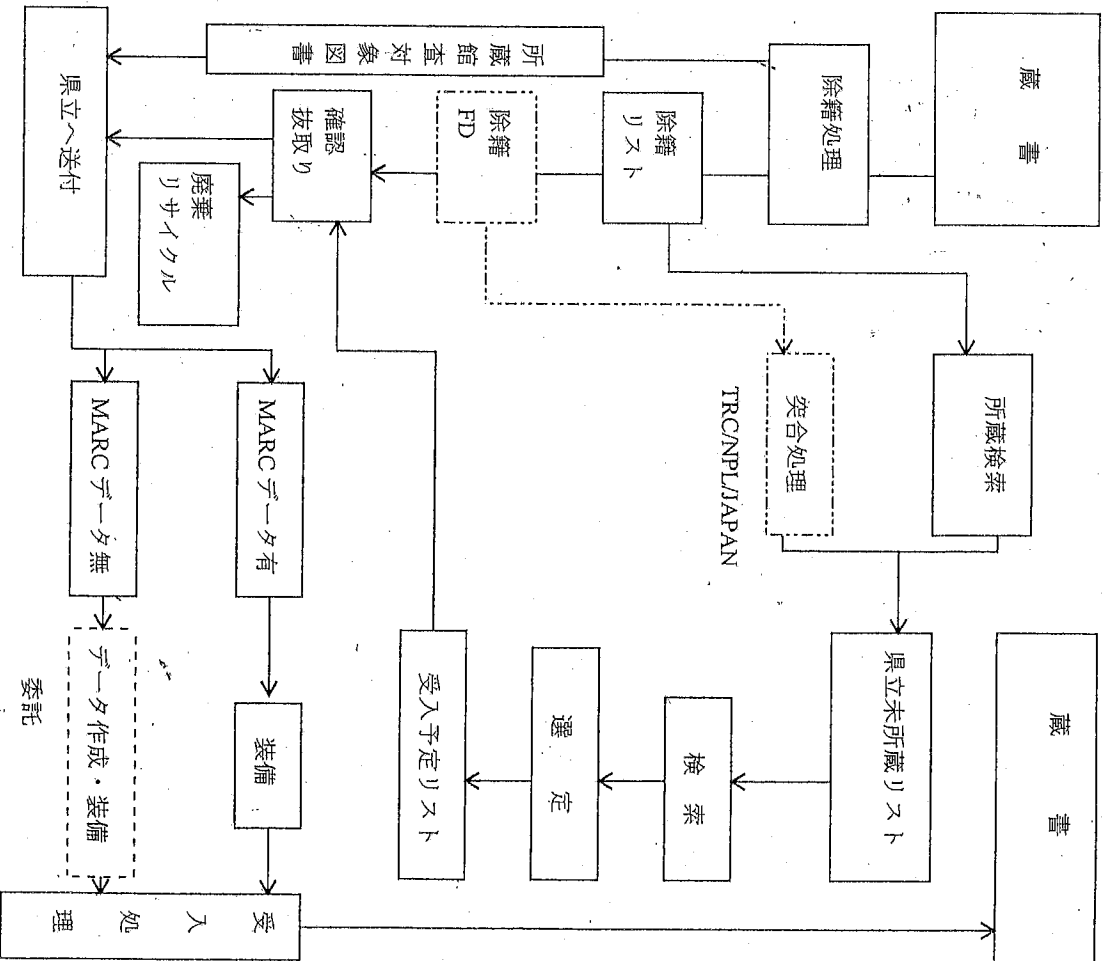 蔵書
除籍処理
除籍
リスト
除籍
FD
確認
抜取り
廃棄
リサイクル
所蔵館査対象図書
県立へ送付
所蔵検索
突合処理
TRC/NPL/JAPAN
県立未所蔵リスト
検索
選定
受入予定リスト
MARCデータ有
装備
MARCデータ無
データ作成・装備
委託
受入処理
蔵書